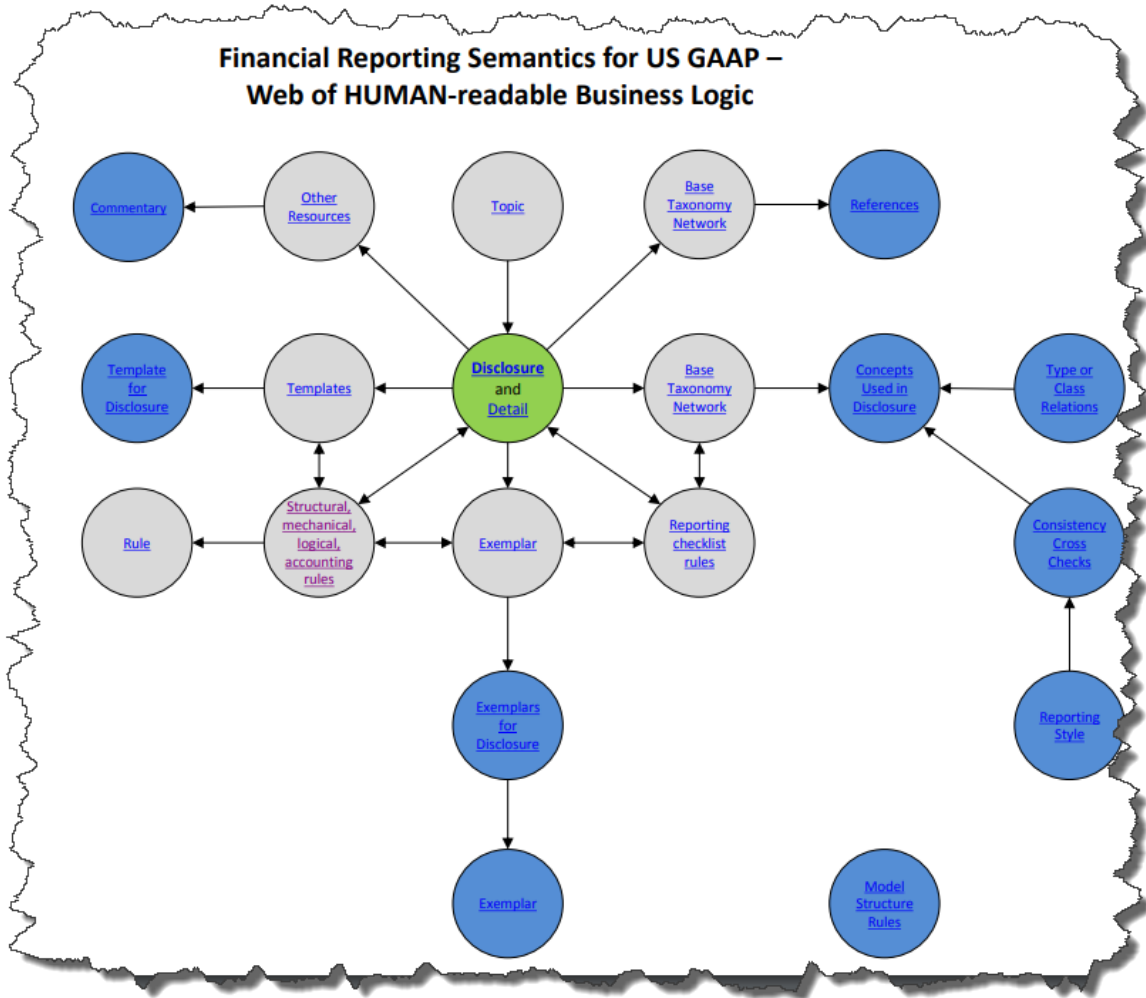 Financial Reporting Semantics for US GAAP –
Web of HUMAN-readable Business Logic
Commentary
Other
Resources
Topic
Base
Taxonomy
Network
References
Template
for
Disclosure
Templates
Disclosure
and
Detail
Base
Taxonomy
Network
Concepts
Used in
Disclosure
Type or
Class
Relations
Rule
Structural,
mechanical,
logical,
accounting
rules
Exemplar
Reporting
checklist
rules
Consistency
Cross
Checks
Exemplars
for
Disclosure
Reporting
Style
Exemplar
Model
Structure
Rules